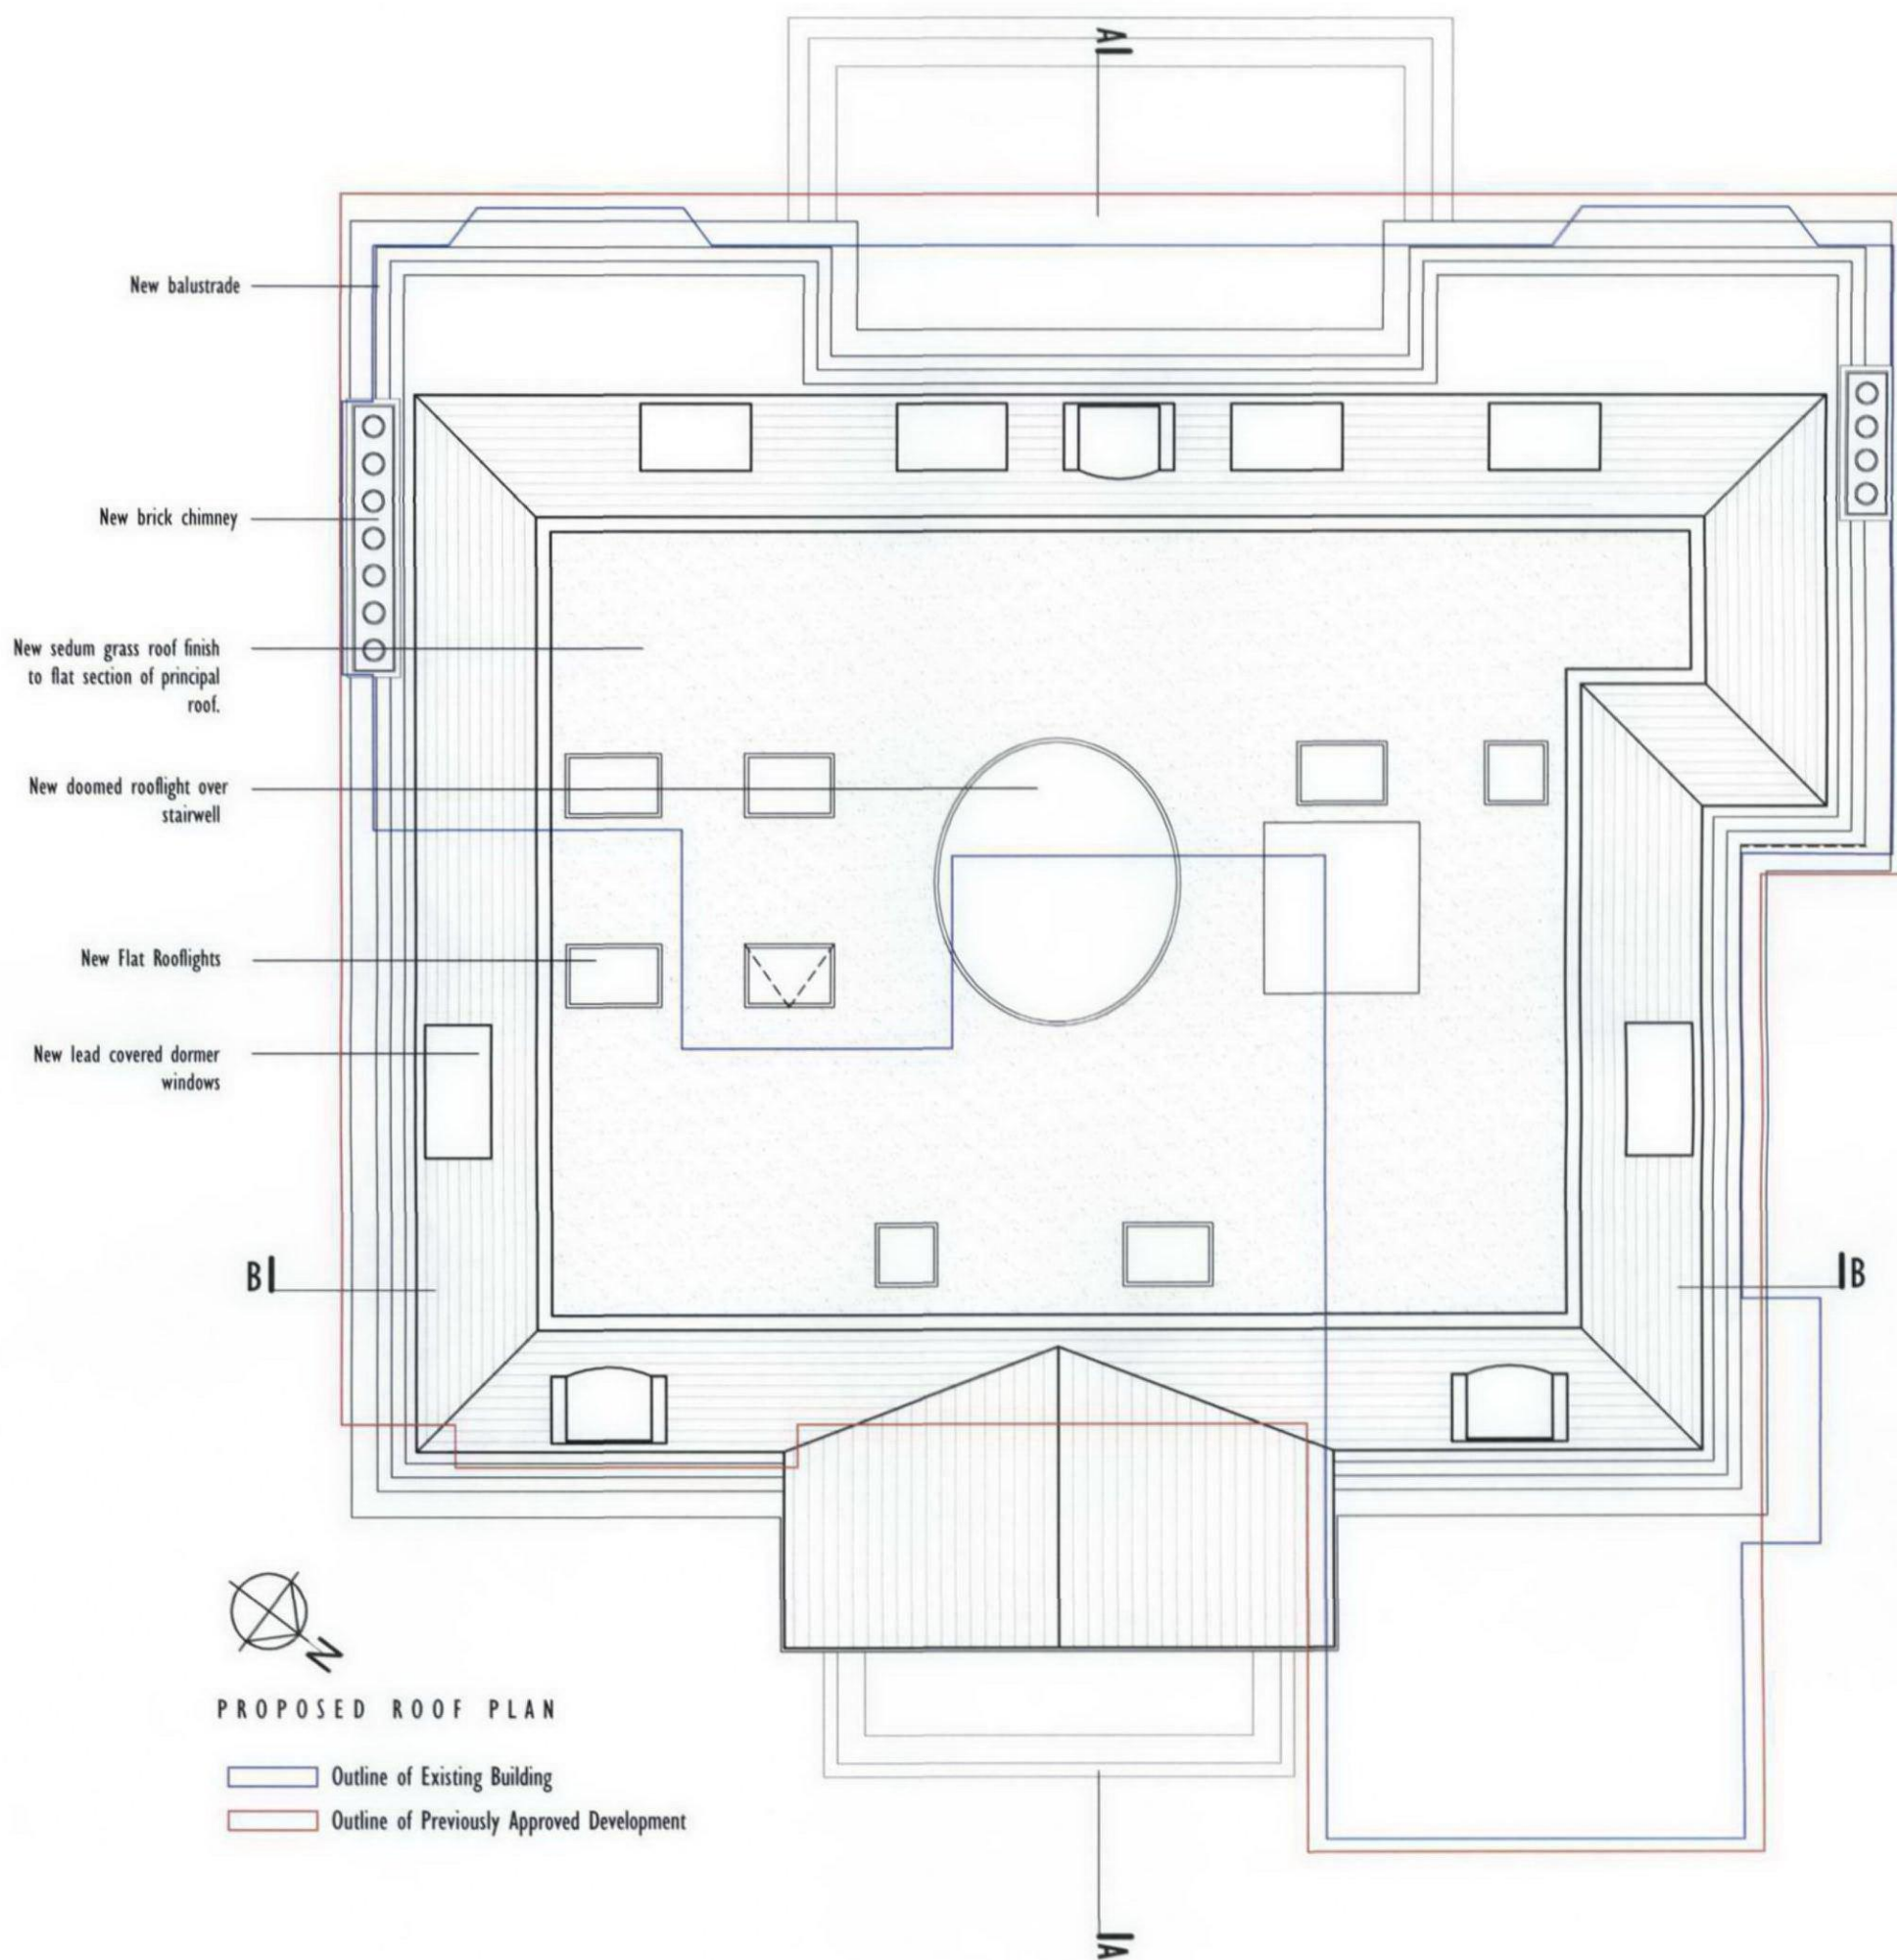 A
New balustrade
New brick chimney
New sedum grass roof finish
to flat section of principal
roof.
New doomed rooflight over
stairwell
New Flat Rooflights
New lead covered dormer
windows
B
B
N
PROPOSED ROOF PLAN
Outline of Existing Building
Outline of Previously Approved Development
A